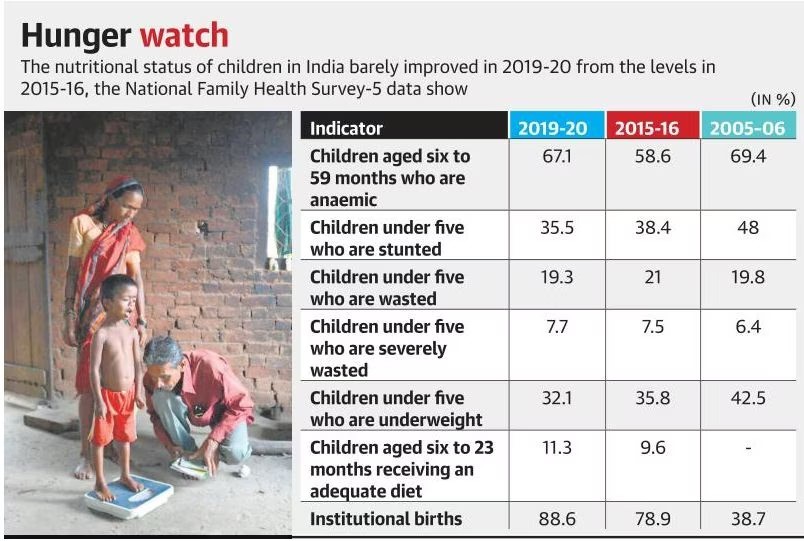 Hunger watch
The nutritional status of children in India barely improved in 2019-20 from the levels in
2015-16, the National Family Health Survey-5 data show
(IN %)
Indicator 2019-20 2015-16 2005-06
Children aged six to 67.1 58.6 69.4
59 months who are
anaemic
Children under five 35.5 38.4 48
who are stunted
Children under five 19.3 21 19.8
who are wasted
Children under five 7.7 7.5 6.4
who are severely
wasted
Children under five 32.1 35.8 42.5
who are underweight
Children aged six to 23 11.3 9.6 -
months receiving an
adequate diet
Institutional births 88.6 78.9 38.7